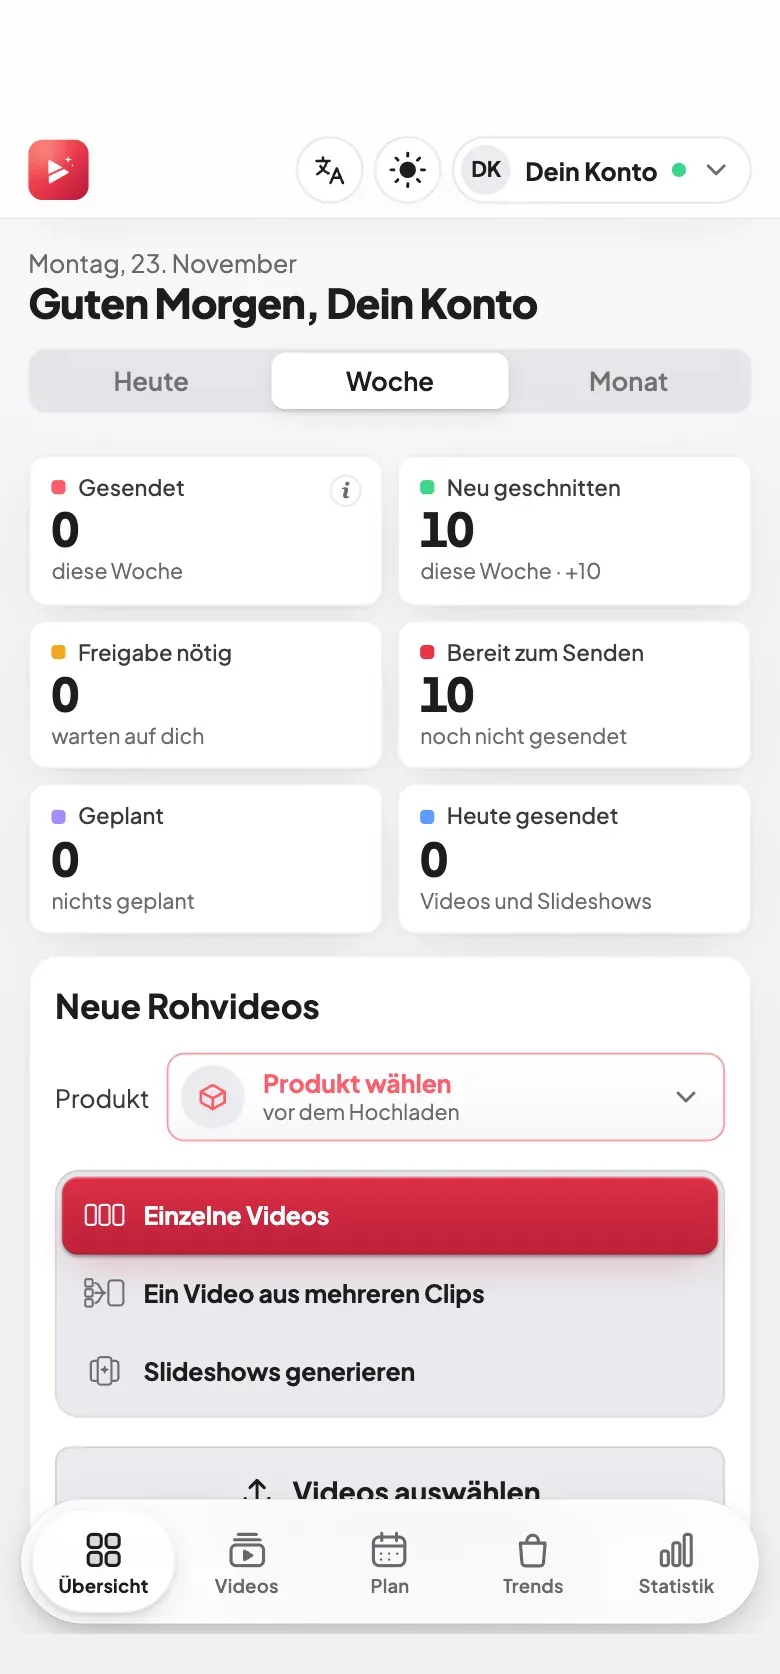 DK Dein Konto
Montag, 23. November
Guten Morgen, Dein Konto
Heute Woche Monat
Gesendet
0
diese Woche
Neu geschnitten
10
diese Woche · +10
Freigabe nötig
0
warten auf dich
Bereit zum Senden
10
noch nicht gesendet
Geplant
0
nichts geplant
Heute gesendet
0
Videos und Slideshows
Neue Rohvideos
Produkt
Produkt wählen
vor dem Hochladen
Einzelne Videos
Ein Video aus mehreren Clips
Slideshows generieren
Videos auswählen
Übersicht Videos Plan Trends Statistik